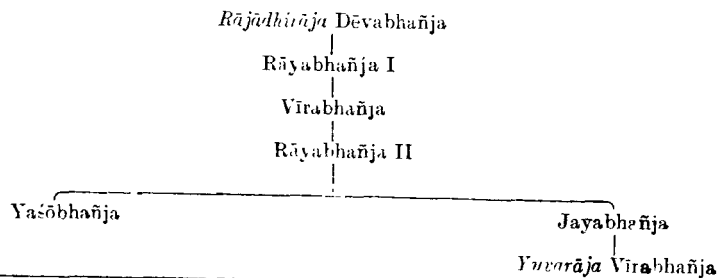 Rājādhirāja Dēvabhañja
Rāyabhañja I
Vīrabhañja
Rāyabhañja II
Yaśōbhañja Jayabhañja
Yuvarāja Vīrabhañja